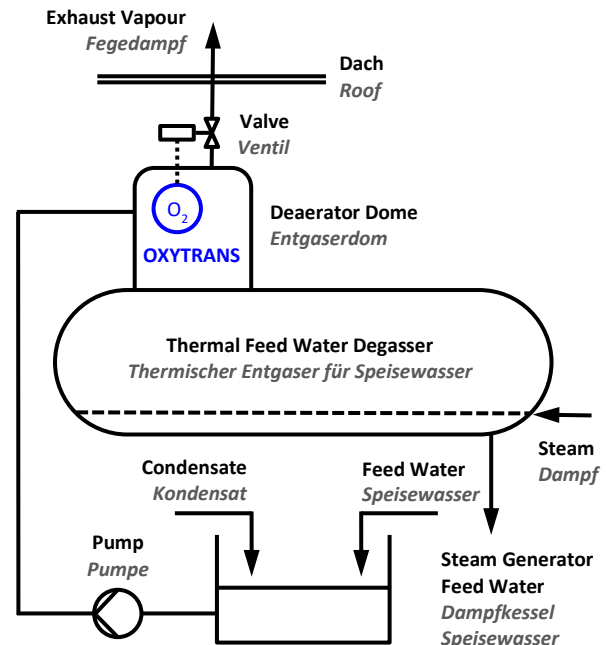 Exhaust Vapour
Fegedampf
Dach
Roof
Valve
Ventil
O2
OXYTRANS
Deaerator Dome
Entgaserdom
Thermal Feed Water Degasser
Thermischer Entgaser für Speisewasser
Steam
Dampf
Condensate
Kondensat
Feed Water
Speisewasser
Pump
Pumpe
Steam Generator
Feed Water
Dampfkessel
Speisewasser